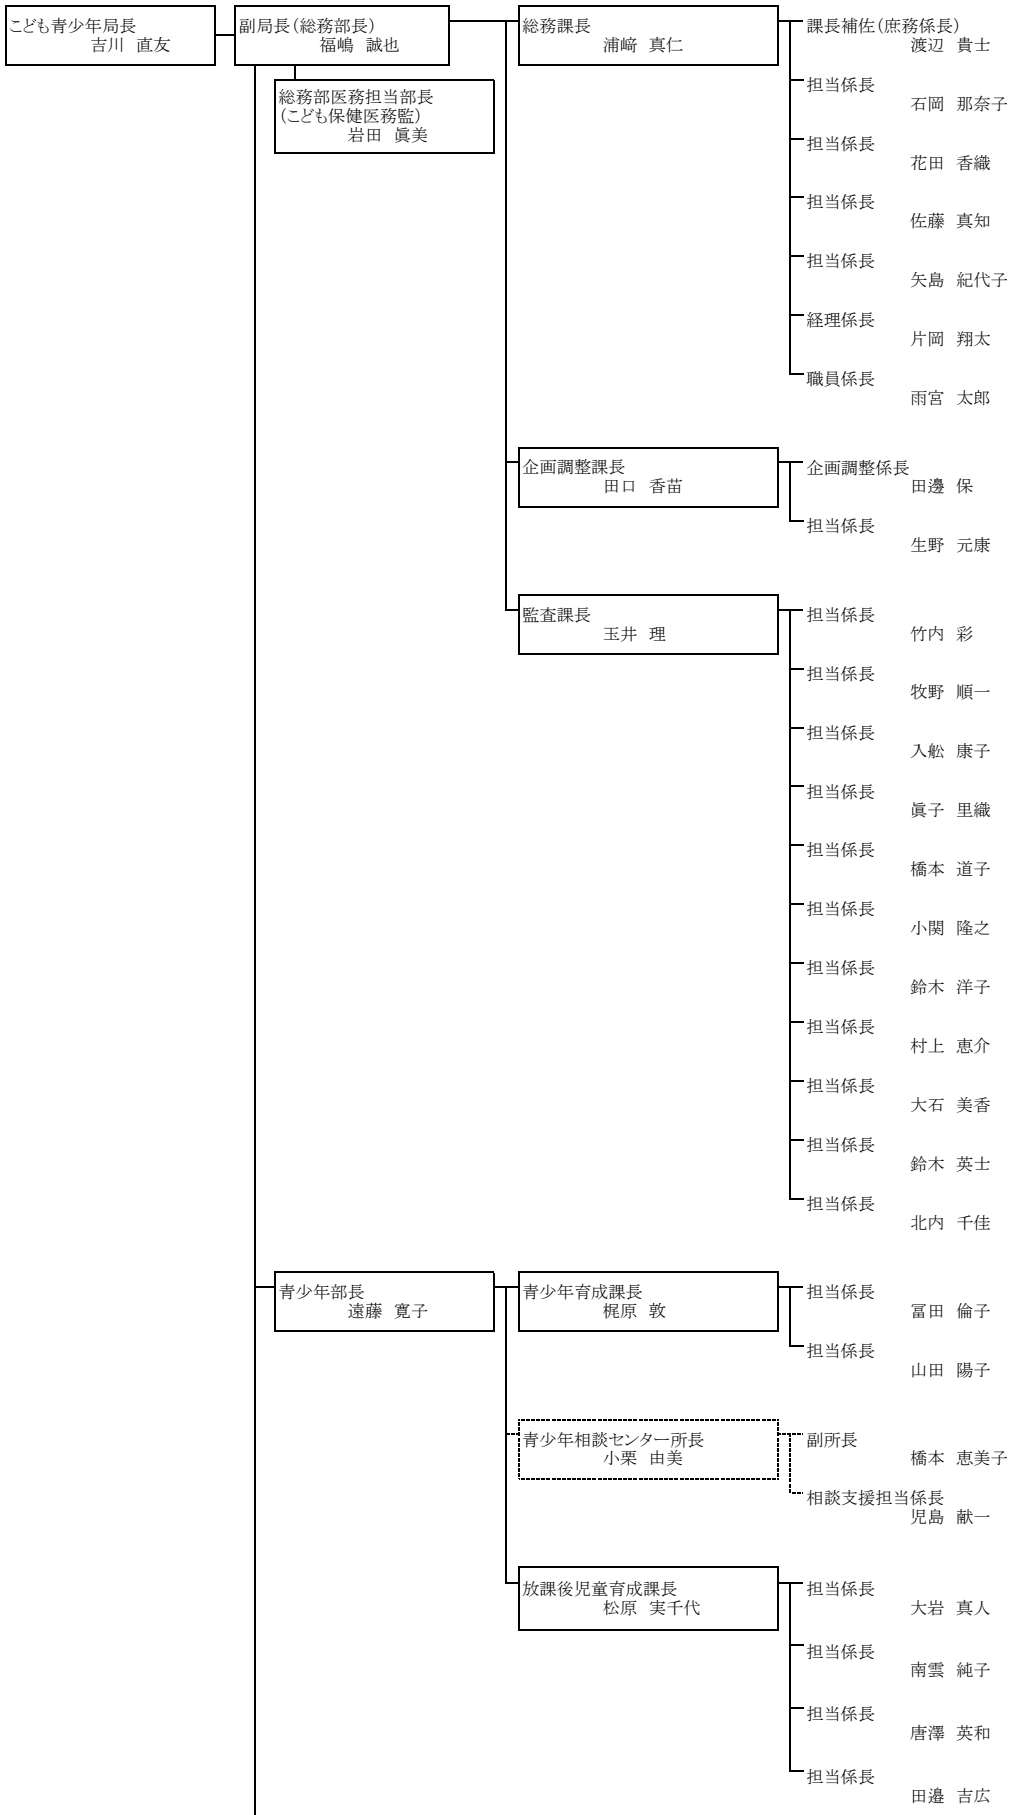 こども青少年局長
吉川 直友
副局長（総務部長）
福嶋 誠也
総務部医務担当部長
（こども保健医務監）
岩田 眞美
総務課長
浦﨑 真仁
課長補佐（庶務係長）
渡辺 貴士
担当係長
石岡 那奈子
担当係長
花田 香織
担当係長
佐藤 真知
担当係長
矢島 紀代子
経理係長
片岡 翔太
職員係長
雨宮 太郎
企画調整課長
田口 香苗
企画調整係長
田邊 保
担当係長
生野 元康
監査課長
玉井 理
担当係長
竹内 彩
担当係長
牧野 順一
担当係長
入舩 康子
担当係長
眞子 里織
担当係長
橋本 道子
担当係長
小関 隆之
担当係長
鈴木 洋子
担当係長
村上 恵介
担当係長
大石 美香
担当係長
鈴木 英士
担当係長
北内 千佳
青少年部長
遠藤 寛子
青少年育成課長
梶原 敦
担当係長
冨田 倫子
担当係長
山田 陽子
青少年相談センター所長
小栗 由美
副所長
橋本 恵美子
相談支援担当係長
児島 献一
放課後児童育成課長
松原 実千代
担当係長
大岩 真人
担当係長
南雲 純子
担当係長
唐澤 英和
担当係長
田邉 吉広